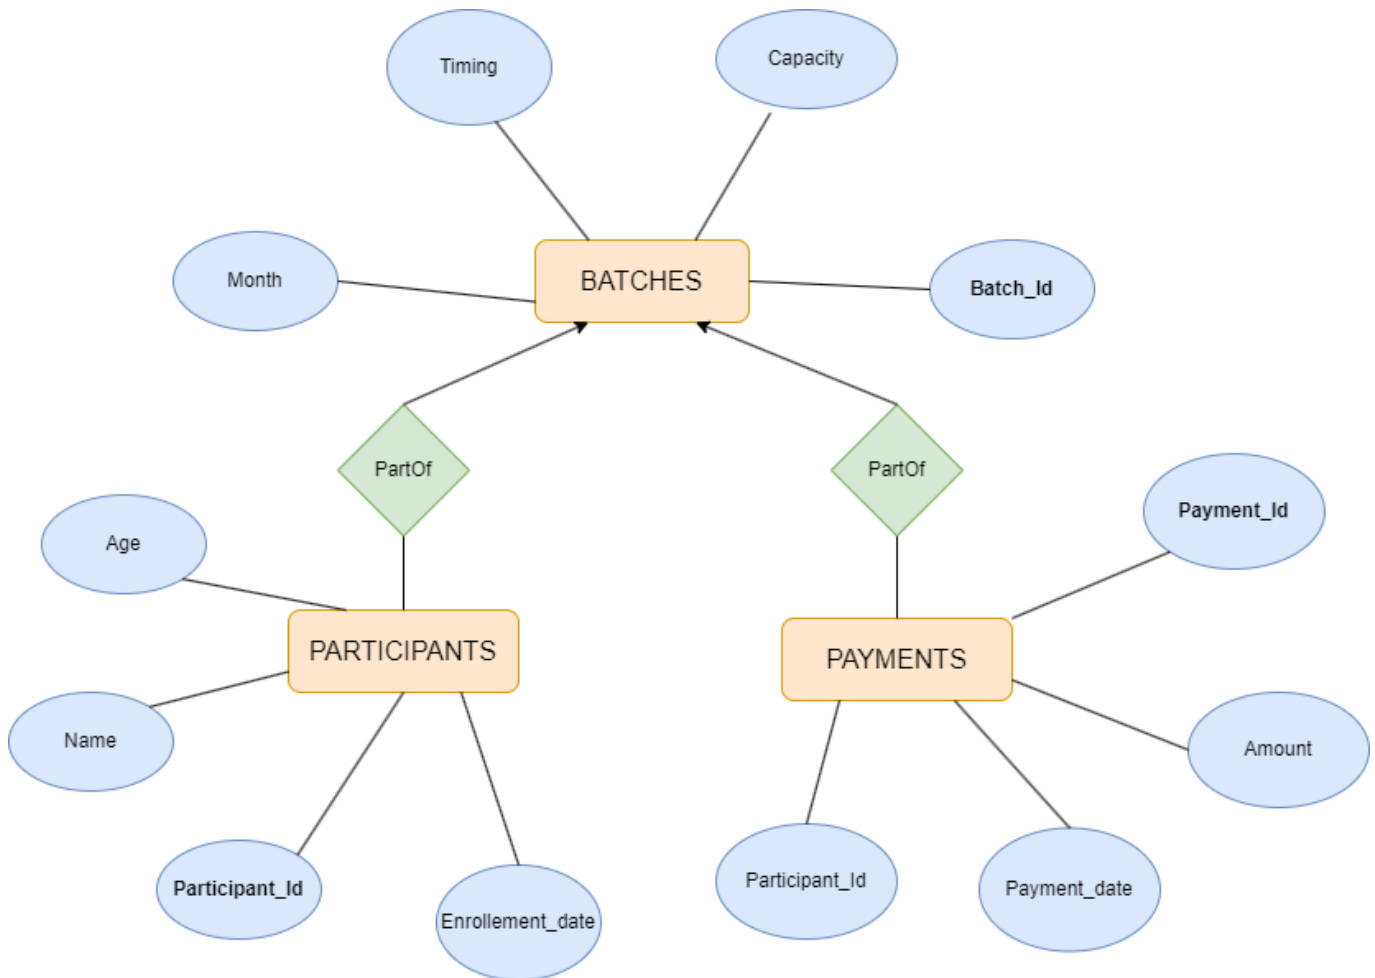 Timing
Capacity
Month
BATCHES
Batch_Id
PartOf
PartOf
Payment_Id
Age
PARTICIPANTS
PAYMENTS
Name
Amount
Participant_Id
Enrollement_date
Participant_Id
Payment_date